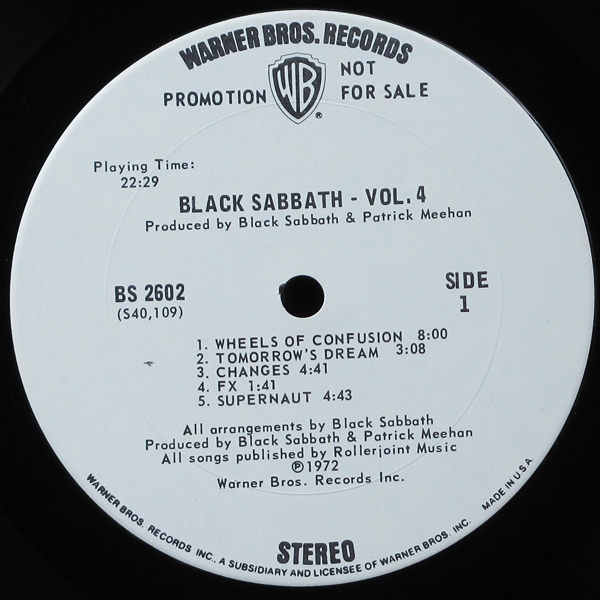 WARNER BROS. RECORDS
PROMOTION WB NOT FOR SALE
®
Playing Time:
22:29
BLACK SABBATH - VOL. 4
Produced by Black Sabbath & Patrick Meehan
BS 2602
(S40,109)
SIDE
1
1. WHEELS OF CONFUSION 8:00
2. TOMORROW'S DREAM 3:08
3. CHANGES 4:41
4. FX 1:41
5. SUPERNAUT 4:43
All arrangements by Black Sabbath
Produced by Black Sabbath & Patrick Meehan
All songs published by Rollerjoint Music
℗1972
Warner Bros. Records Inc.
STEREO
WARNER BROS. RECORDS INC., A SUBSIDIARY AND LICENSEE OF WARNER BROS. INC. MADE IN U.S.A.